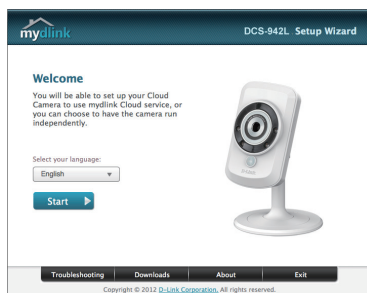 mydlink
DCS-942L Setup Wizard
Welcome
You will be able to set up your Cloud
Camera to use mydlink Cloud service, or
you can choose to have the camera run
independently.
Select your language:
English
Start
Troubleshooting Downloads About Exit
Copyright © 2012 D-Link Corporation. All rights reserved.